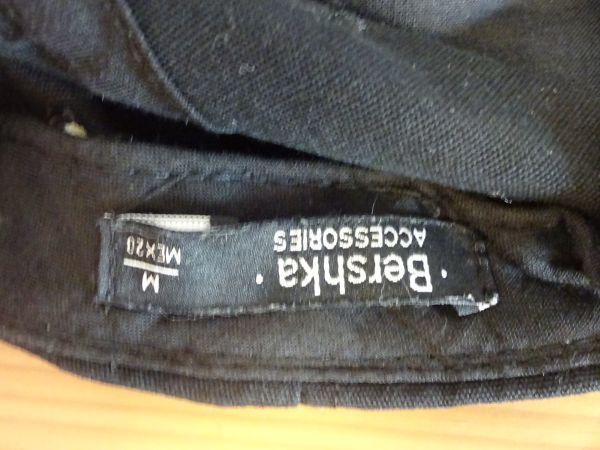 · Bershka ·
ACCESSORIES
M
MEX20